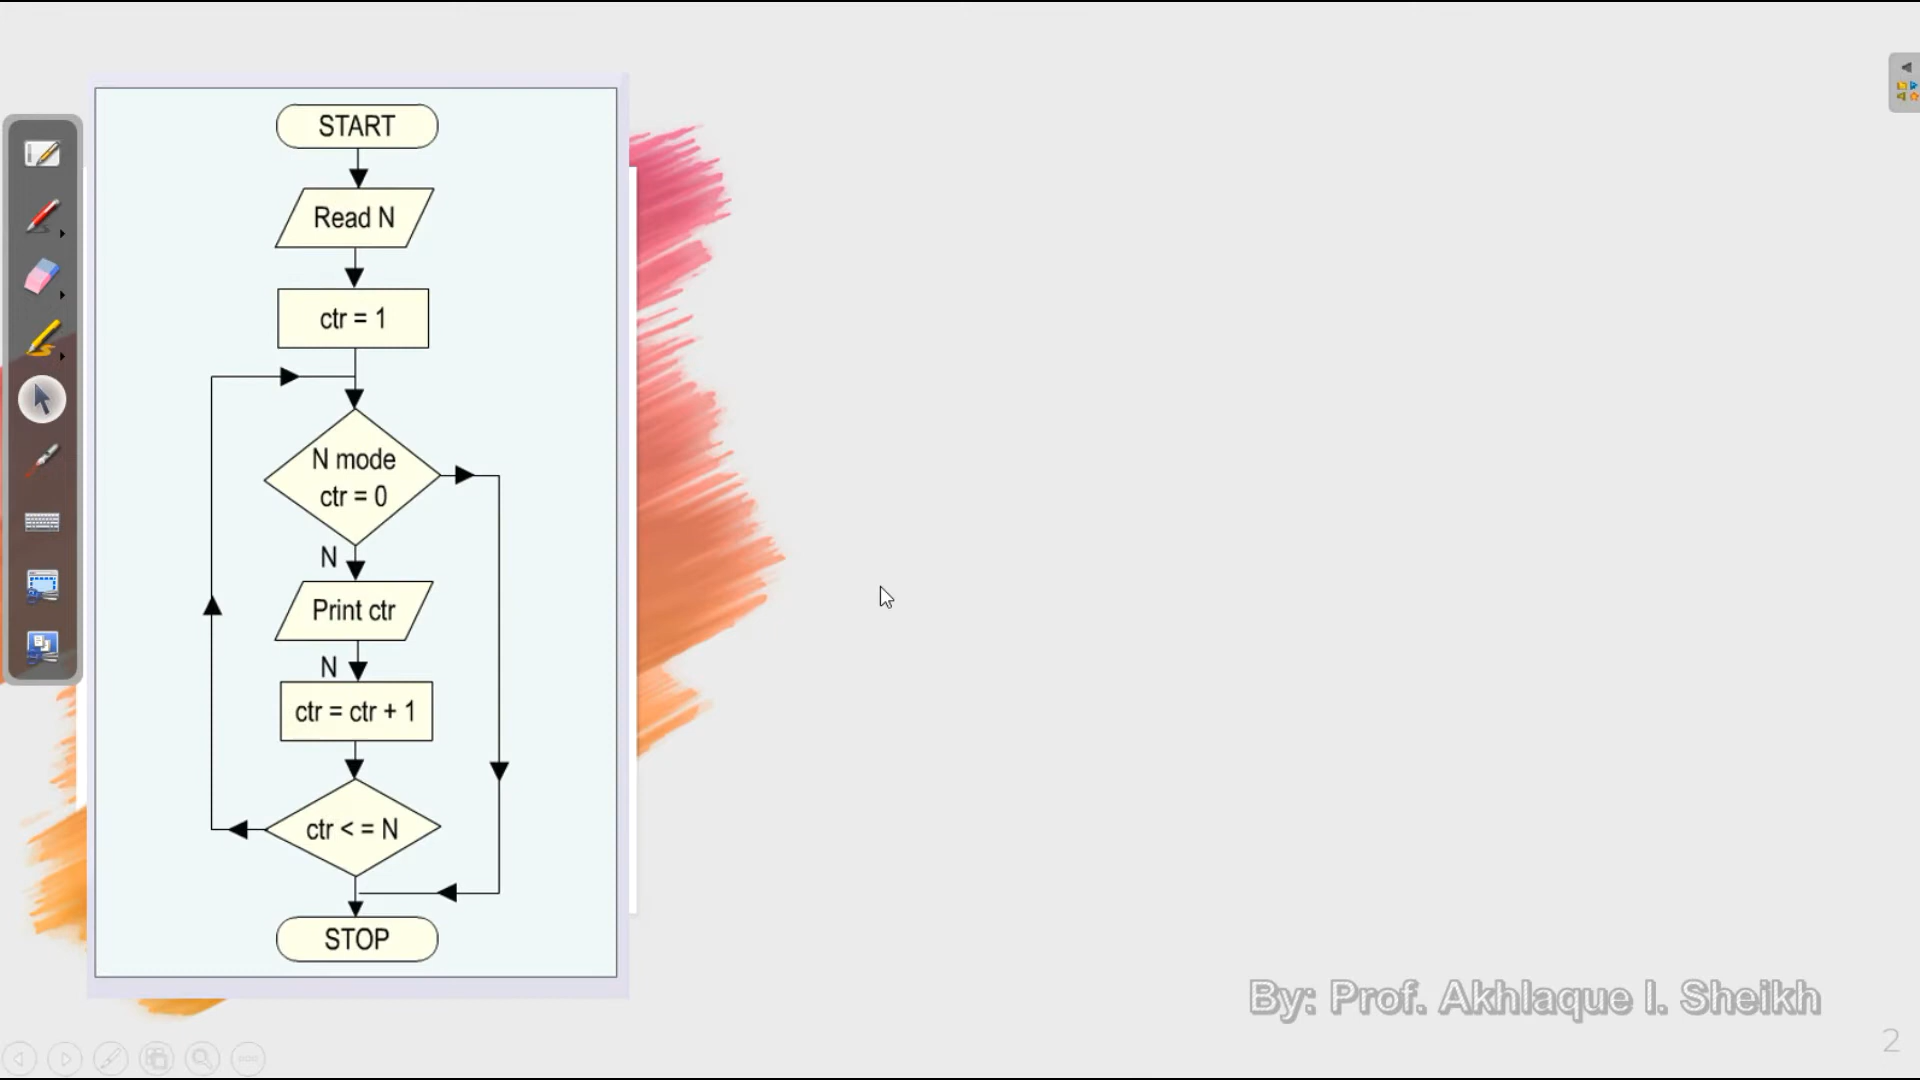 START
Read N
ctr = 1
N mode
ctr = 0
N
Print ctr
N
ctr = ctr + 1
ctr < = N
STOP
By: Prof. Akhlaque I. Sheikh
2